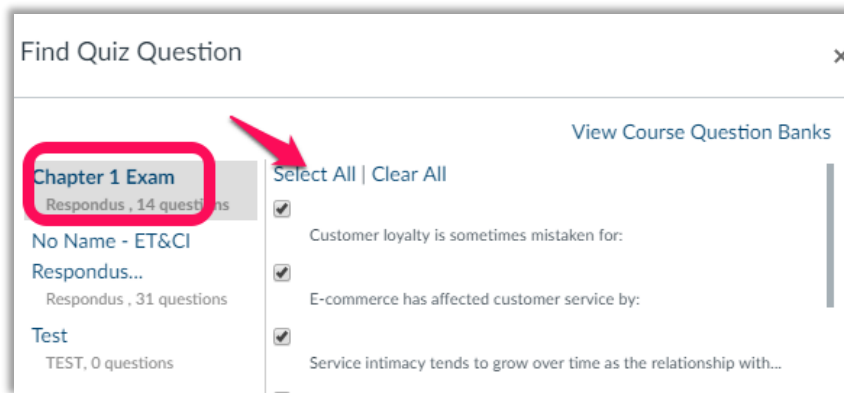 Find Quiz Question
×
View Course Question Banks
Chapter 1 Exam
Respondus , 14 questions
No Name - ET&CI
Respondus...
Respondus , 31 questions
Test
TEST, 0 questions
Select All | Clear All
Customer loyalty is sometimes mistaken for:
E-commerce has affected customer service by:
Service intimacy tends to grow over time as the relationship with...